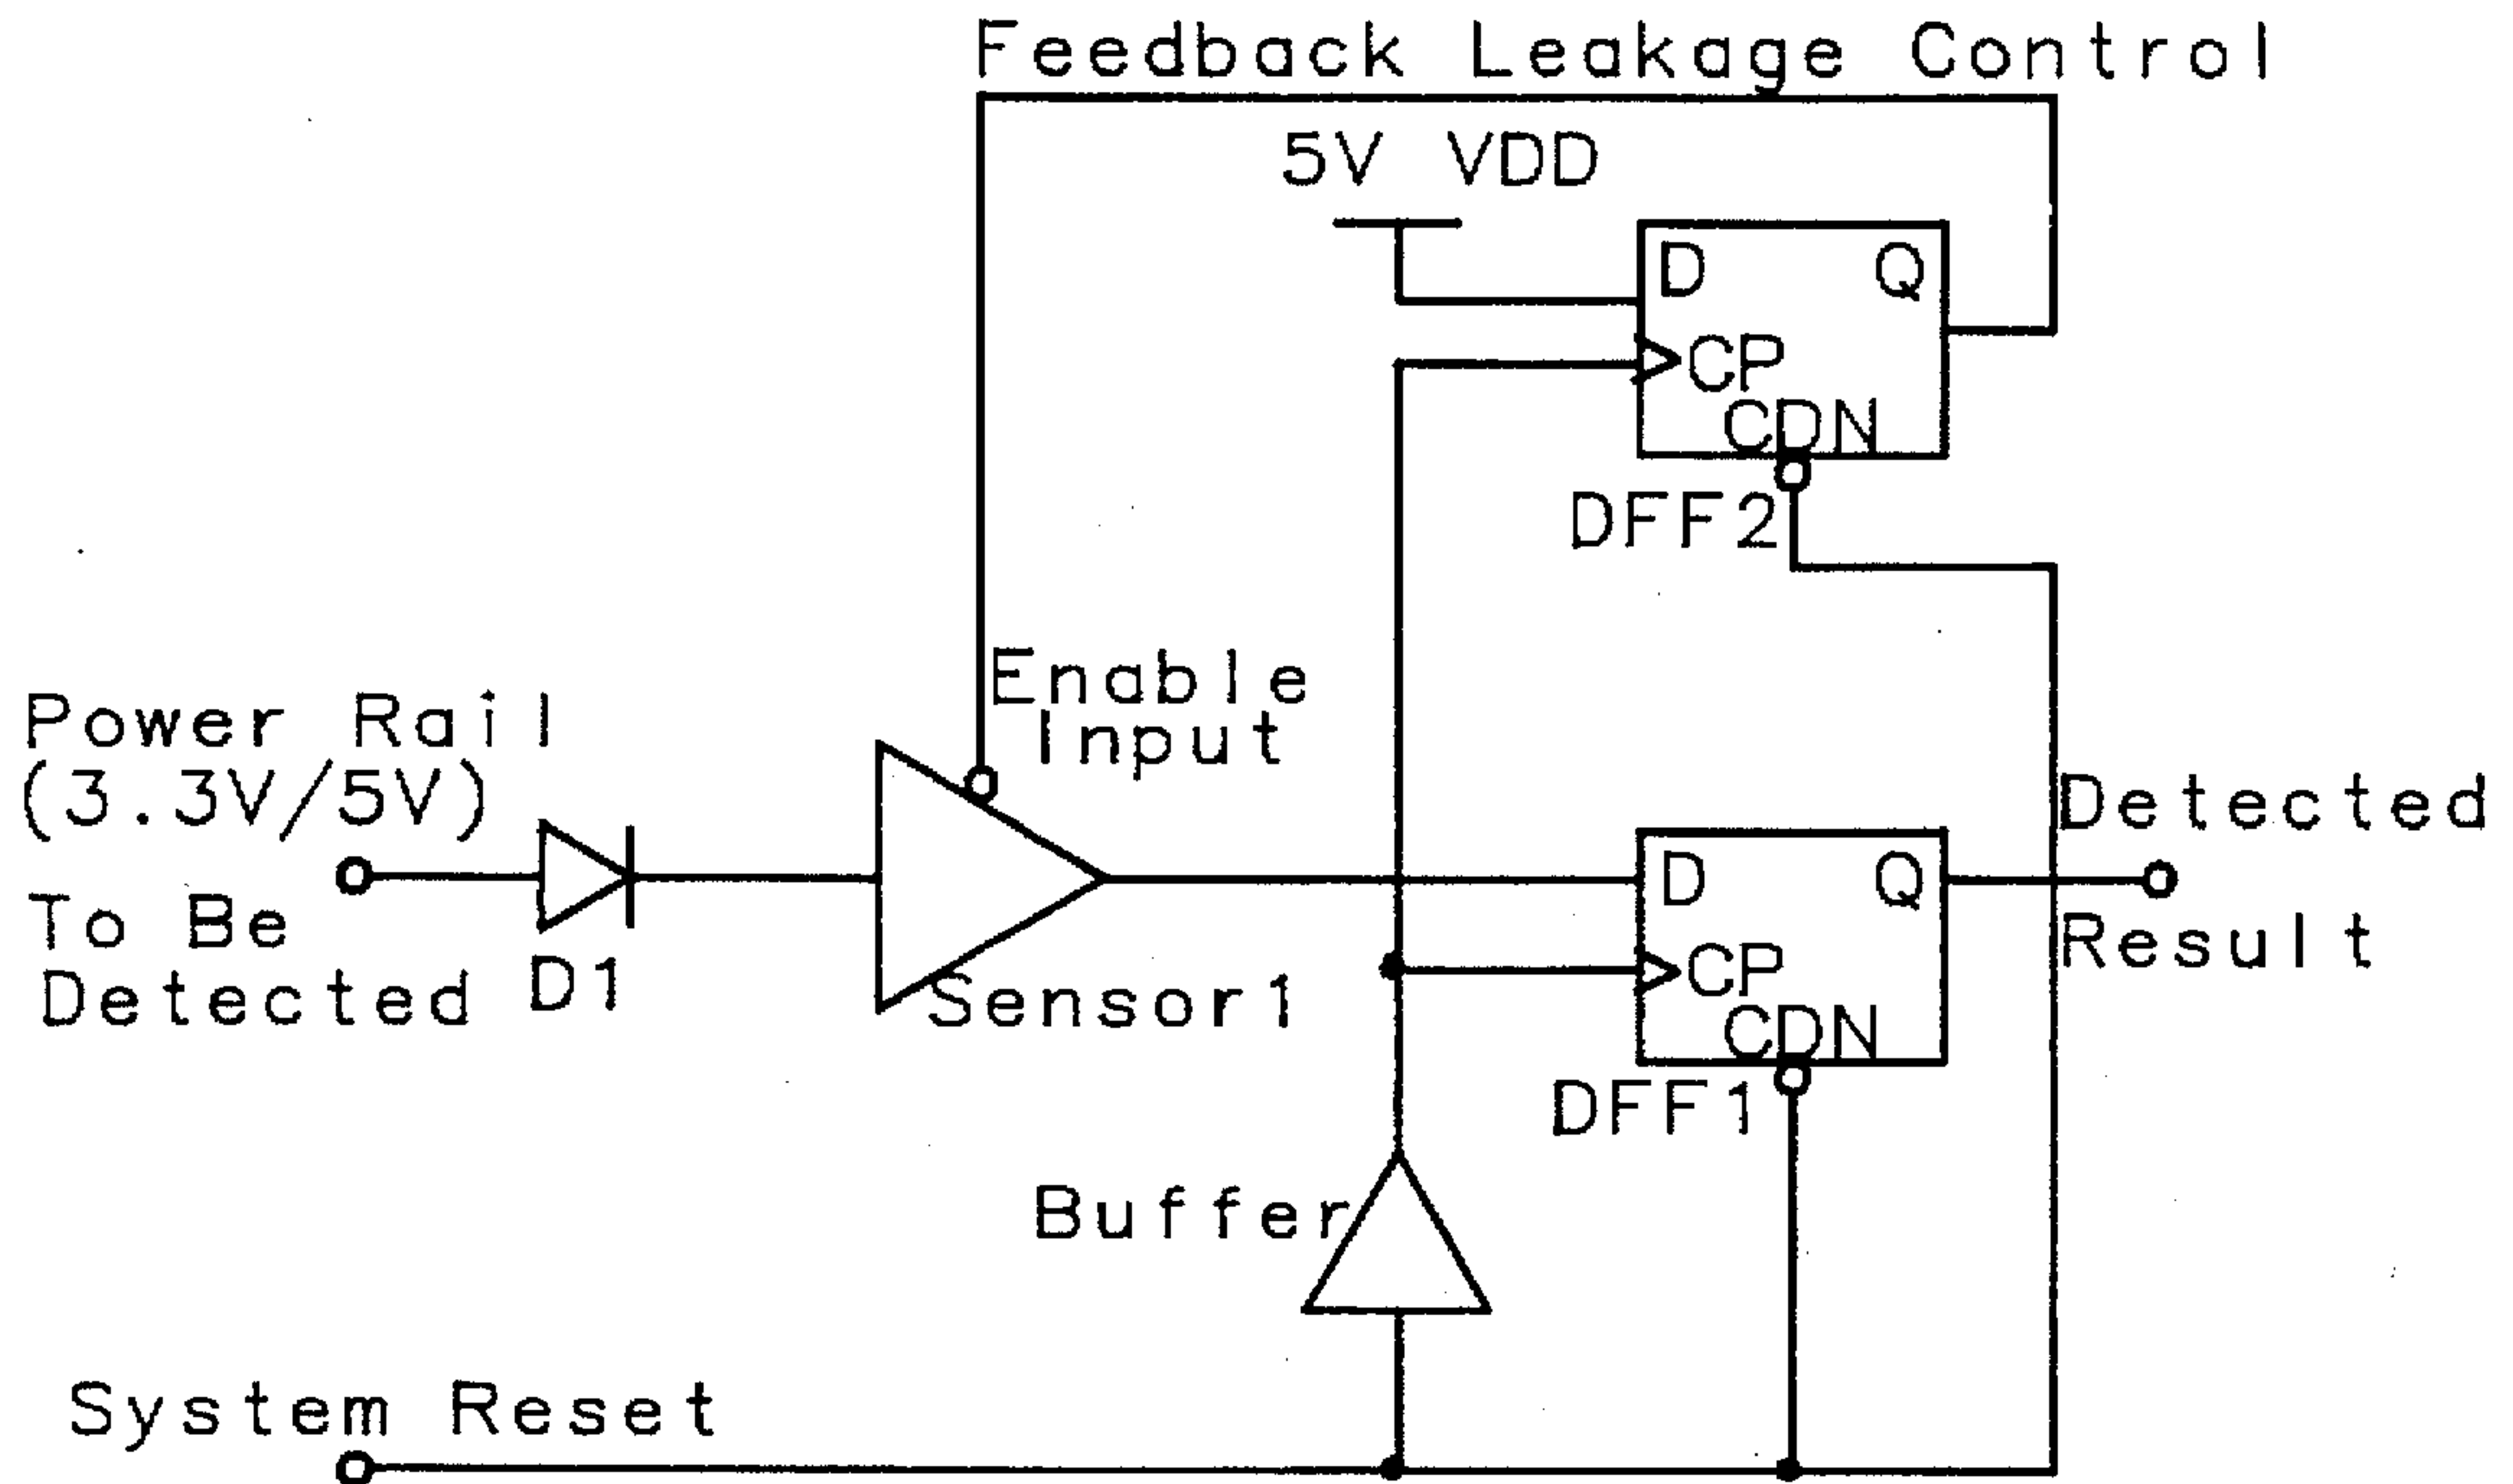 Feedback Leakage Control
5V VDD
D Q
CP
CDN
DFF2
Enable
Input
Power Rail
(3.3V/5V)
To Be
Detected
D1
Sensor1
D Q
CP
CDN
DFF1
Detected
Result
Buffer
System Reset